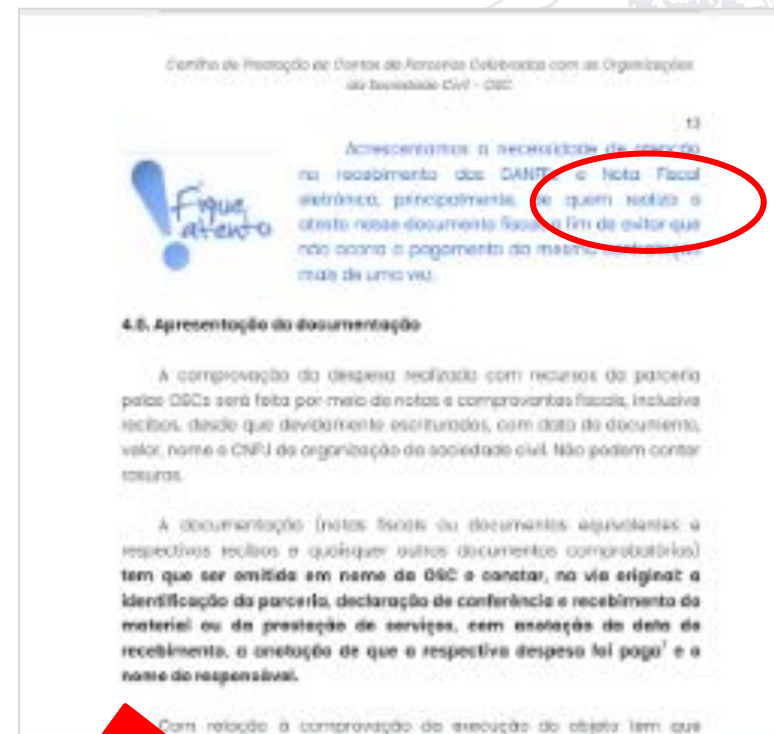 Cartilha de Prestação de Contas de Parcerias Celebradas com as Organizações
da Sociedade Civil - OSC
13
Fique
atento
Acrescentamos a necessidade de atenção
no recebimento dos e Nota Fiscal
eletrônica, principalmente, de quem realiza o
atesto nesse documento fiscal a fim de evitar que
não ocorra o pagamento da mesma
mais de uma vez.
4.8. Apresentação da documentação
A comprovação da despesa realizada com recursos da parceria
pelas OSCs será feita por meio de notas e comprovantes fiscais, inclusive
recibos, desde que devidamente escriturados, com data do documento,
valor, nome e CNPJ da organização da sociedade civil. Não podem conter
rasuras.
A documentação (notas fiscais ou documentos equivalentes e
respectivos recibos e quaisquer outros documentos comprobatórios)
tem que ser emitida em nome da OSC e constar, na via original: a
identificação da parceria, declaração de conferência e recebimento do
material ou da prestação de serviços, com anotação da data do
recebimento, a anotação de que a respectiva despesa foi paga¹ e o
nome do responsável.
Com relação à comprovação da execução do objeto tem que